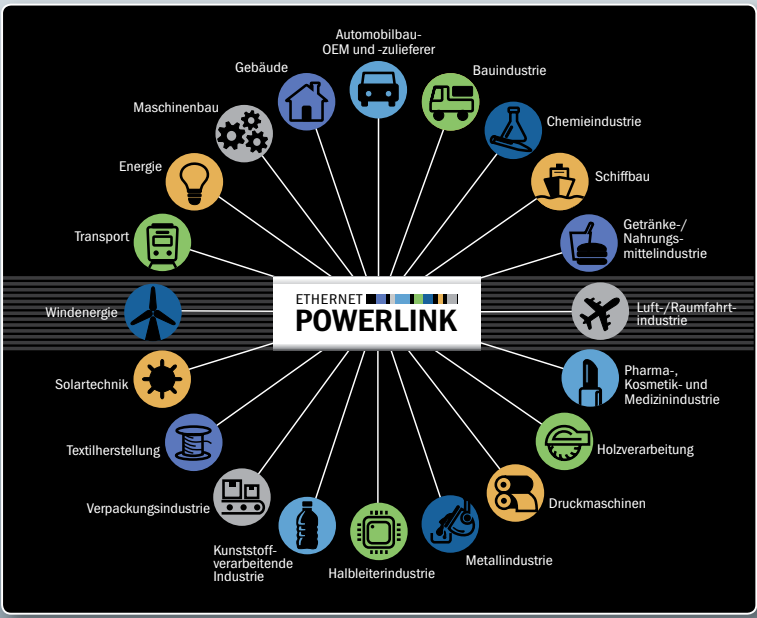 Automobilbau-
OEM und -zulieferer
Gebäude
Bauindustrie
Maschinenbau
Chemieindustrie
Energie
Schiffbau
Transport
Getränke-/
Nahrungs-
mittelindustrie
Windenergie
ETHERNET
POWERLINK
Luft-/Raumfahrt-
industrie
Solartechnik
Pharma-,
Kosmetik- und
Medizinindustrie
Textilherstellung
Holzverarbeitung
Verpackungsindustrie
Druckmaschinen
Kunststoff-
verarbeitende
Industrie
Halbleiterindustrie
Metallindustrie